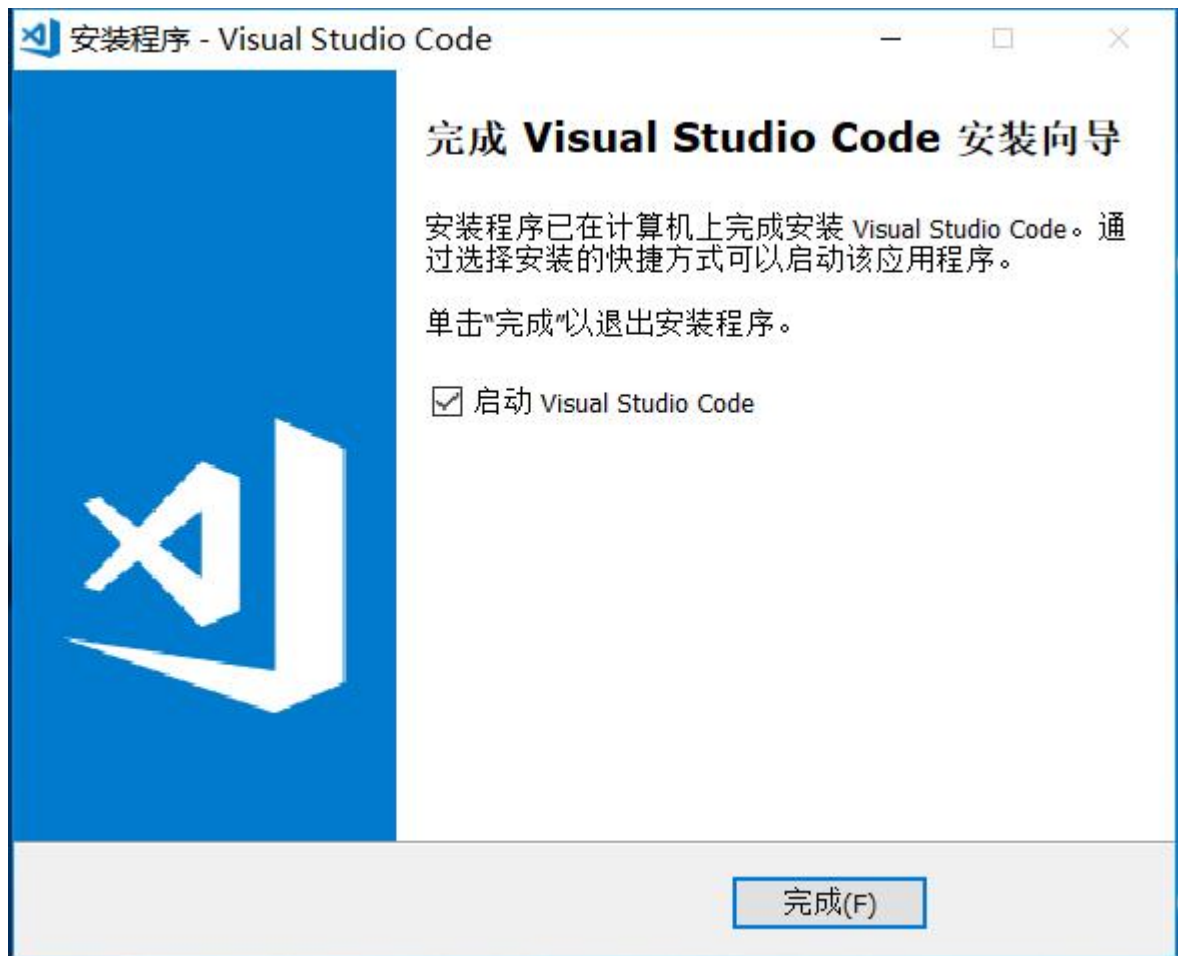 安装程序 - Visual Studio Code
完成 Visual Studio Code 安装向导
安装程序已在计算机上完成安装 Visual Studio Code。通
过选择安装的快捷方式可以启动该应用程序。
单击“完成”以退出安装程序。
启动 Visual Studio Code
完成(F)